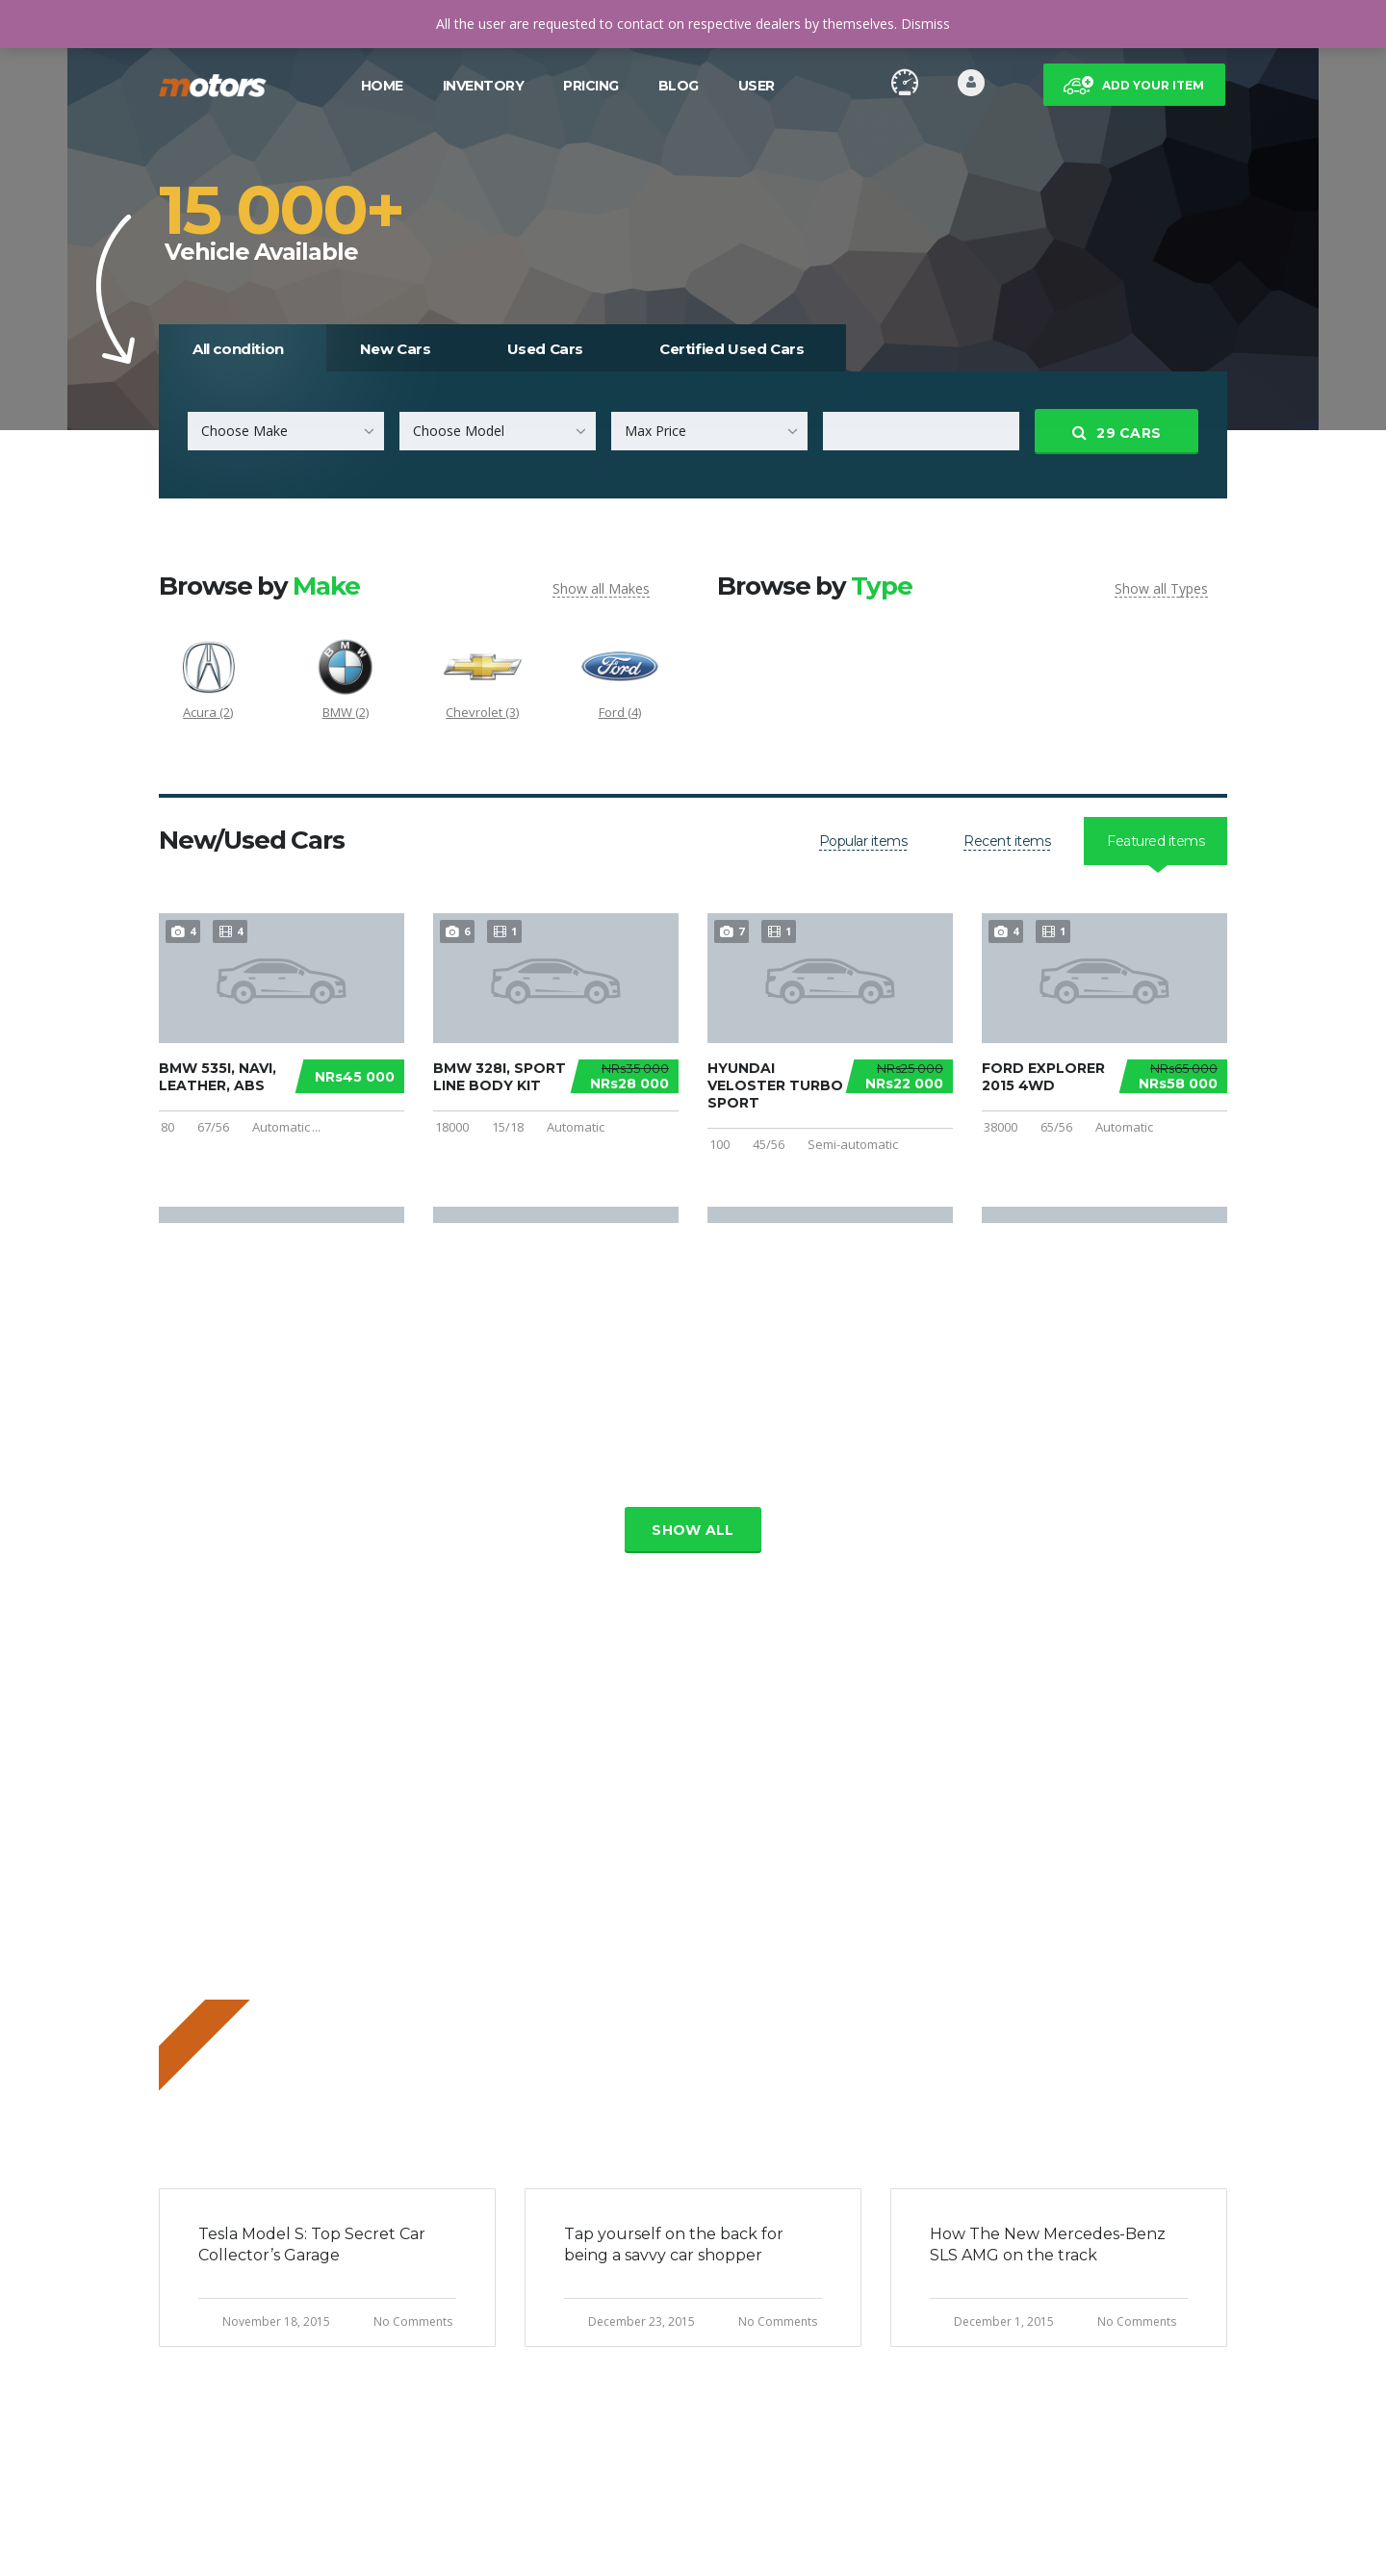 All the user are requested to contact on respective dealers by themselves. Dismiss
motors
HOME INVENTORY PRICING BLOG USER
ADD YOUR ITEM
15 000+
Vehicle Available
All condition New Cars Used Cars Certified Used Cars
Choose Make Choose Model Max Price 29 CARS
Browse by Make Show all Makes
Browse by Type Show all Types
BMW
Ford
Acura (2) BMW (2) Chevrolet (3) Ford (4)
New/Used Cars Popular items Recent items Featured items
4 4
6 1
7 1
4 1
BMW 535I, NAVI,
LEATHER, ABS
NRs45 000
80 67/56 Automatic ...
BMW 328I, SPORT
LINE BODY KIT
NRs35 000
NRs28 000
18000 15/18 Automatic
HYUNDAI
VELOSTER TURBO
SPORT
NRs25 000
NRs22 000
100 45/56 Semi-automatic
FORD EXPLORER
2015 4WD
NRs65 000
NRs58 000
38000 65/56 Automatic
SHOW ALL
Tesla Model S: Top Secret Car
Collector’s Garage
November 18, 2015 No Comments
Tap yourself on the back for
being a savvy car shopper
December 23, 2015 No Comments
How The New Mercedes-Benz
SLS AMG on the track
December 1, 2015 No Comments